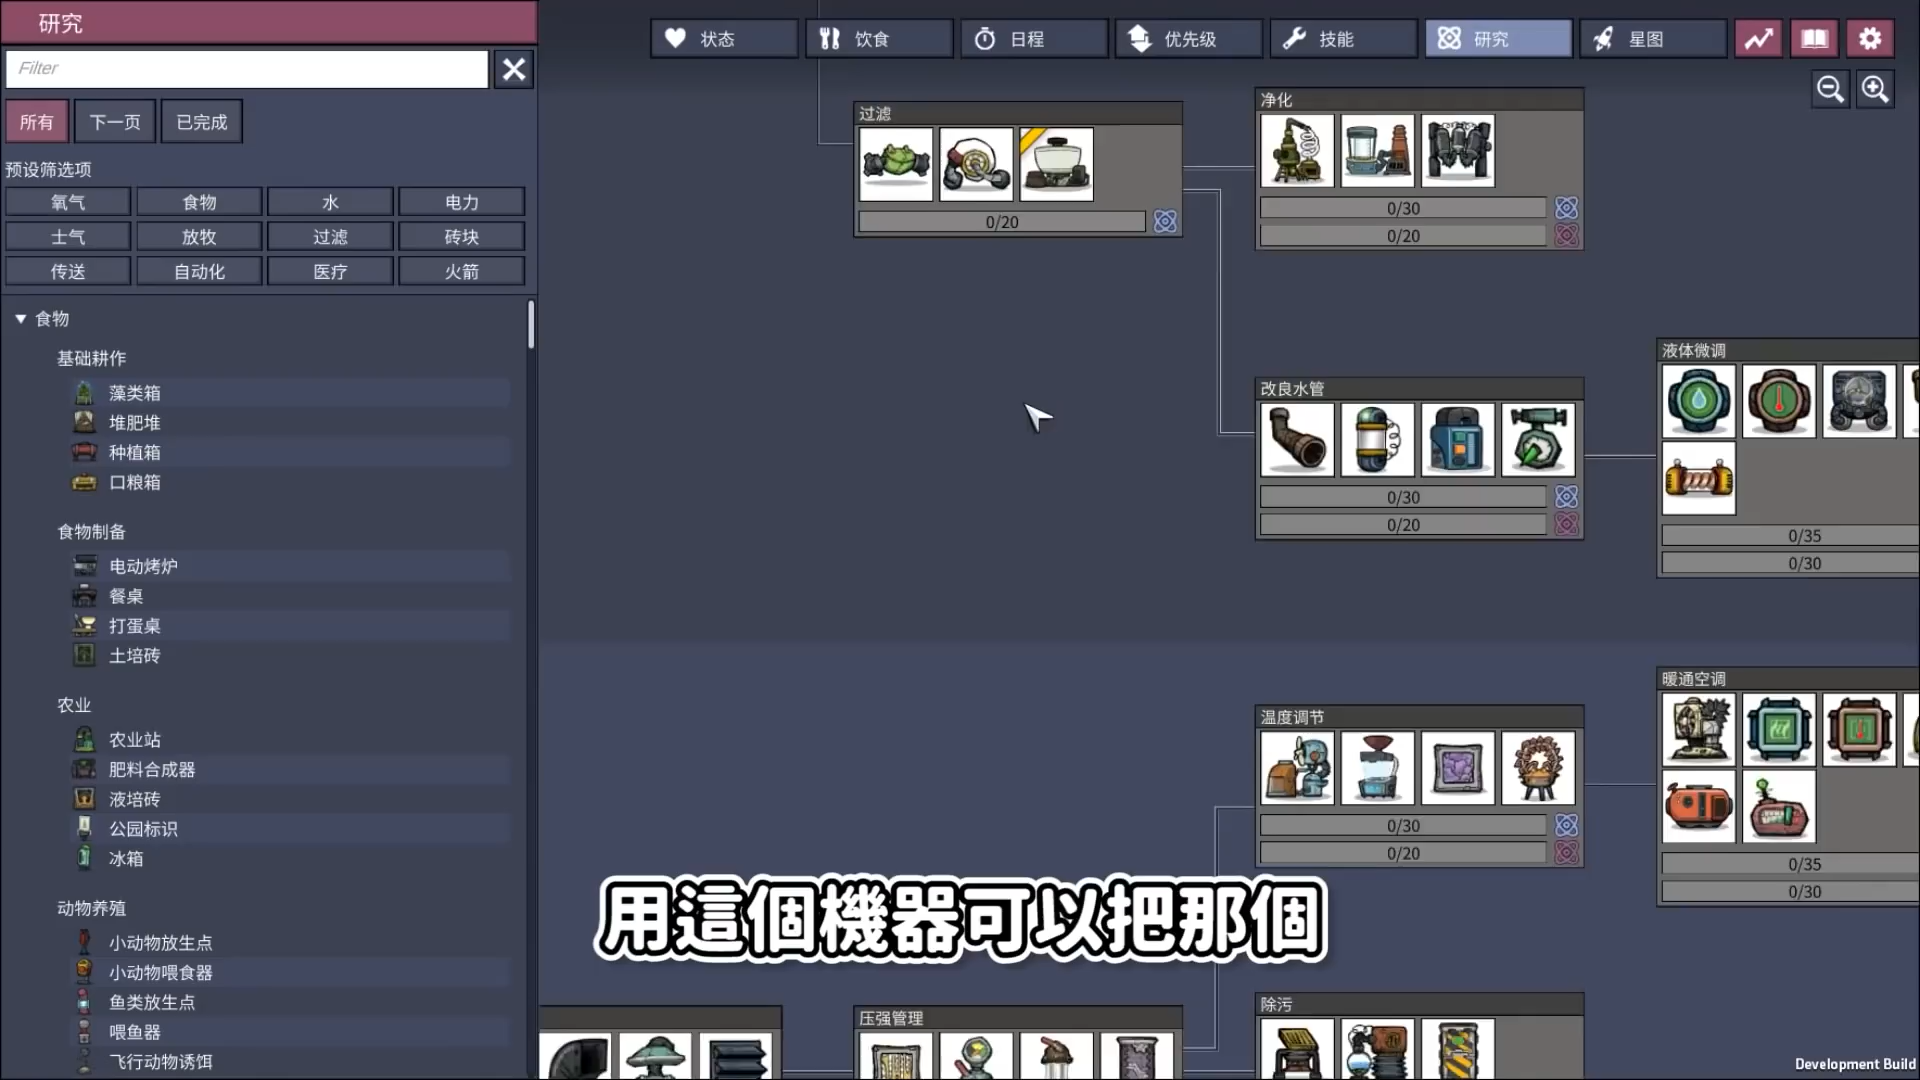 研究
Filter
所有 下一页 已完成
预设筛选项
氧气 食物 水 电力
士气 放牧 过滤 砖块
传送 自动化 医疗 火箭
食物
基础耕作
藻类箱
堆肥堆
种植箱
口粮箱
食物制备
电动烤炉
餐桌
打蛋桌
土培砖
农业
农业站
肥料合成器
液培砖
公园标识
冰箱
动物养殖
小动物放生点
小动物喂食器
鱼类放生点
喂鱼器
飞行动物诱饵
状态 饮食 日程 优先级 技能 研究 星图
过滤
0/20
净化
0/30
0/20
改良水管
0/30
0/20
液体微调
0/35
0/30
温度调节
0/30
0/20
暖通空调
0/35
0/30
用這個機器可以把那個
压强管理
除污
Development Build